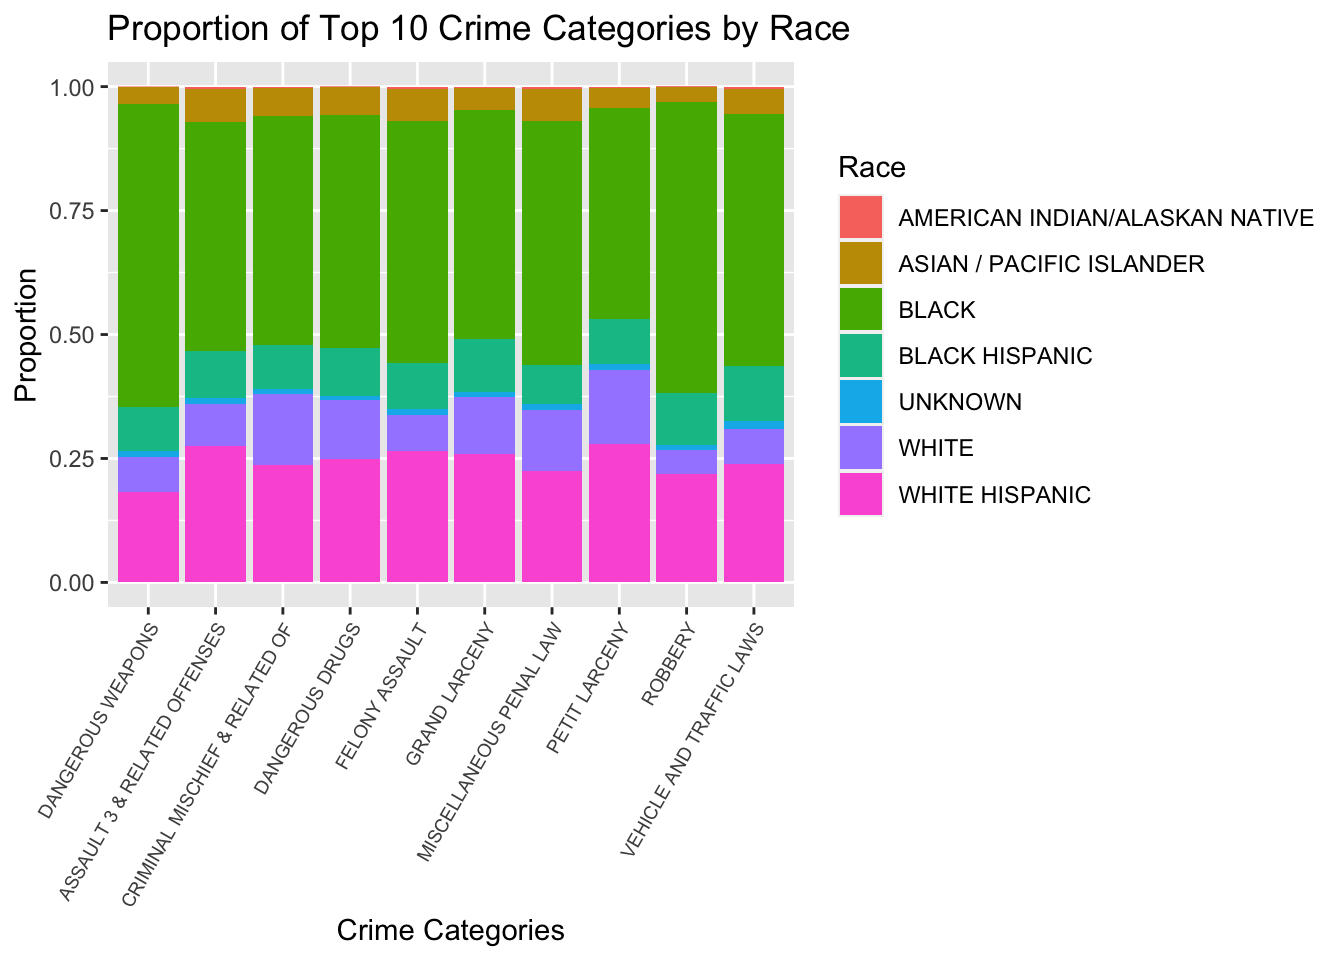 Proportion of Top 10 Crime Categories by Race
Proportion
1.00
0.75
0.50
0.25
0.00
DANGEROUS WEAPONS
ASSAULT 3 & RELATED OFFENSES
CRIMINAL MISCHIEF & RELATED OF
DANGEROUS DRUGS
FELONY ASSAULT
GRAND LARCENY
MISCELLANEOUS PENAL LAW
PETIT LARCENY
ROBBERY
VEHICLE AND TRAFFIC LAWS
Crime Categories
Race
AMERICAN INDIAN/ALASKAN NATIVE
ASIAN / PACIFIC ISLANDER
BLACK
BLACK HISPANIC
UNKNOWN
WHITE
WHITE HISPANIC